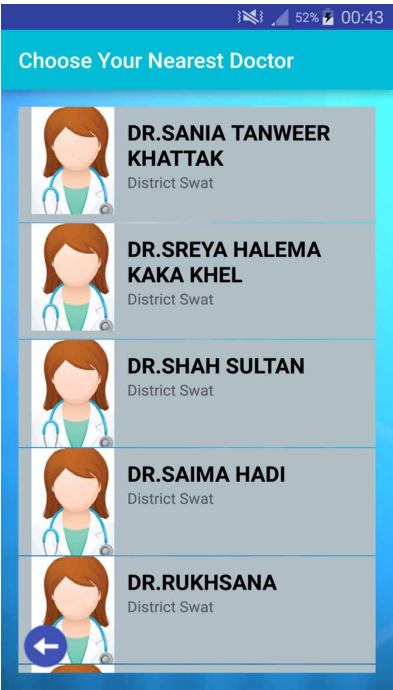 52% 00:43
Choose Your Nearest Doctor
DR.SANIA TANWEER
KHATTAK
District Swat
DR.SREYA HALEMA
KAKA KHEL
District Swat
DR.SHAH SULTAN
District Swat
DR.SAIMA HADI
District Swat
DR.RUKHSANA
District Swat